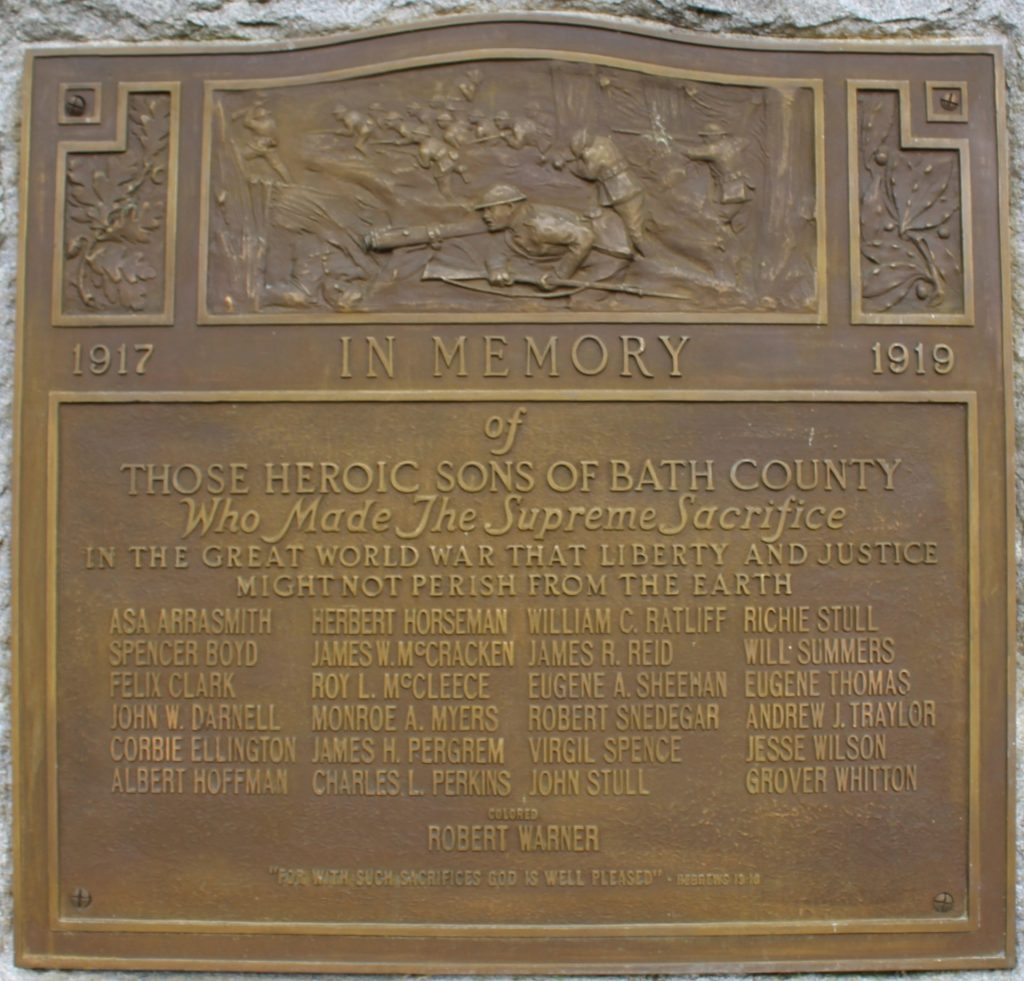 1917 IN MEMORY 1919
of
THOSE HEROIC SONS OF BATH COUNTY
Who Made The Supreme Sacrifice
IN THE GREAT WORLD WAR THAT LIBERTY AND JUSTICE
MIGHT NOT PERISH FROM THE EARTH
ASA ARRASMITH HERBERT HORSEMAN WILLIAM C. RATLIFF RICHIE STULL
SPENCER BOYD JAMES W. McCRACKEN JAMES R. REID WILL SUMMERS
FELIX CLARK ROY L. McCLEECE EUGENE A. SHEEHAN EUGENE THOMAS
JOHN W. DARNELL MONROE A. MYERS ROBERT SNEDEGAR ANDREW J. TRAYLOR
CORBIE ELLINGTON JAMES H. PERGREM VIRGIL SPENCE JESSE WILSON
ALBERT HOFFMAN CHARLES L. PERKINS JOHN STULL GROVER WHITTON
COLORED
ROBERT WARNER
"FOR WITH SUCH SACRIFICES GOD IS WELL PLEASED" - HEBREWS 13-16